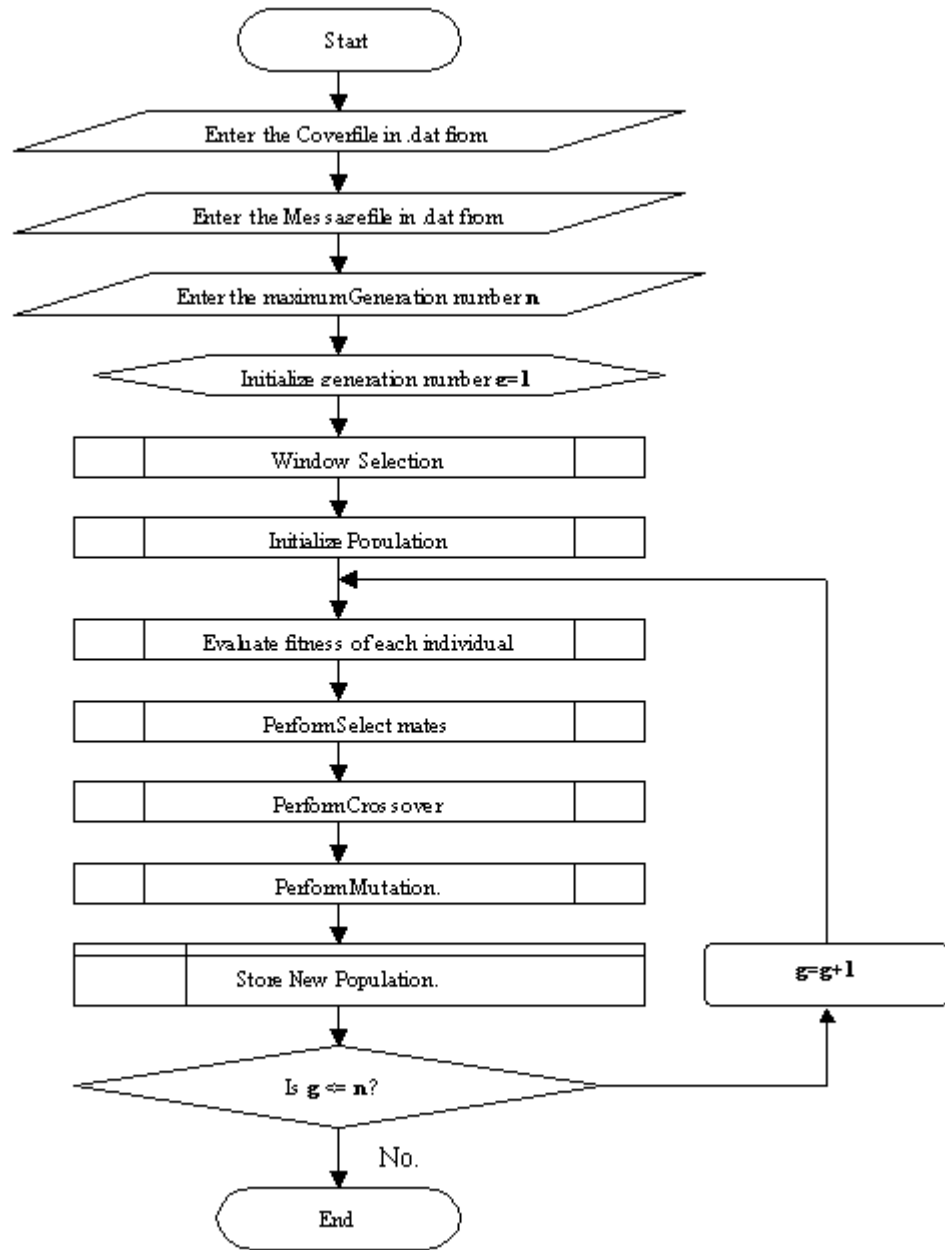 Start
Enter the Coverfile in .dat from
Enter the Messagefile in .dat from
Enter the maximumGeneration number n
Initialize generation number g=1
Window Selection
Initialize Population
Evaluate fitness of each individual
PerformSelect mates
PerformCrossover
PerformMutation.
Store New Population.
g=g+1
Is g <= n?
No.
End